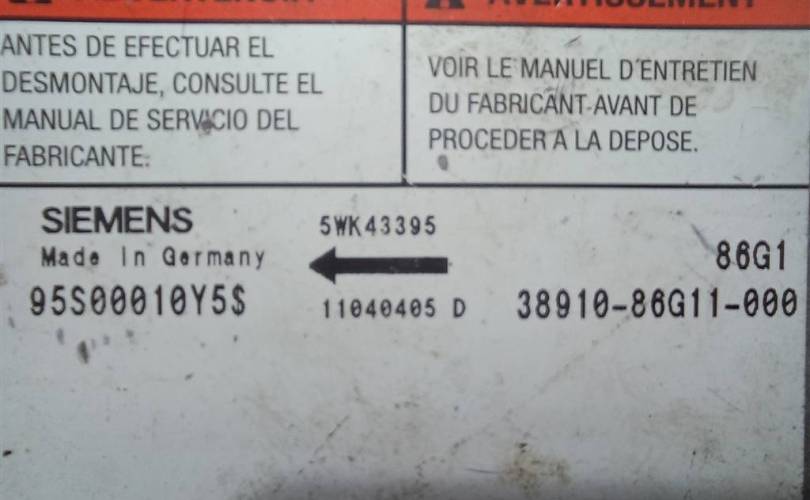 ANTES DE EFECTUAR EL
DESMONTAJE, CONSULTE EL
MANUAL DE SERVICIO DEL
FABRICANTE.
AVERTISSEMENT
VOIR LE MANUEL D'ENTRETIEN
DU FABRICANT AVANT DE
PROCEDER A LA DEPOSE.
SIEMENS
Made In Germany
95S00010Y5S
5WK43395
11040405 D
86G1
38910-86G11-000